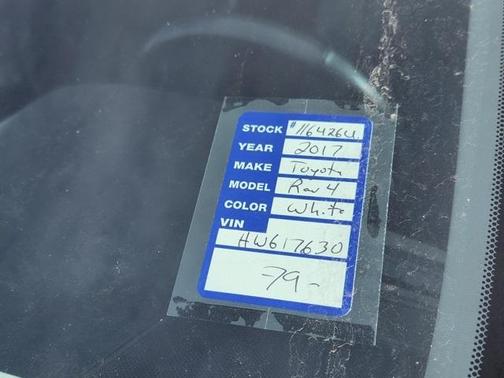 STOCK #116426U
YEAR 2017
MAKE Toyota
MODEL Rav 4
COLOR White
VIN
HW617630
-79-